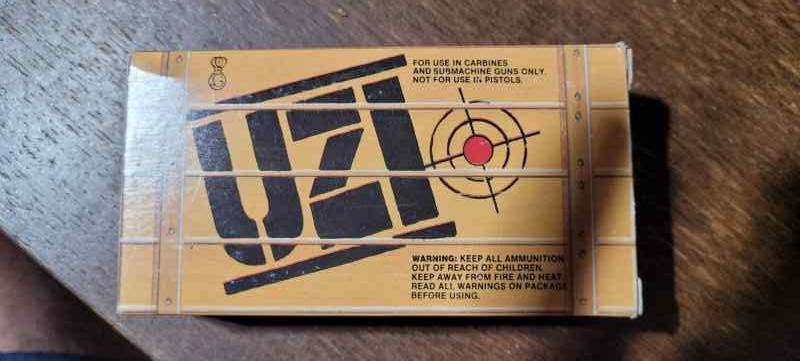 FOR USE IN CARBINES
AND SUBMACHINE GUNS ONLY.
NOT FOR USE IN PISTOLS.
UZI
WARNING: KEEP ALL AMMUNITION
OUT OF REACH OF CHILDREN.
KEEP AWAY FROM FIRE AND HEAT.
READ ALL WARNINGS ON PACKAGE
BEFORE USING.